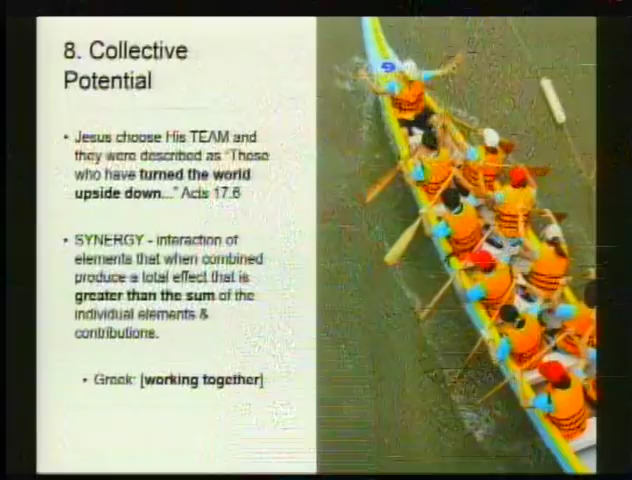 8. Collective
Potential
• Jesus choose His TEAM and
they were described as "These
who have turned the world
upside down..." Acts 17.6
• SYNERGY - interaction of
elements that when combined
produce a total effect that is
greater than the sum of the
individual elements &
contributions.
• Greek: [working together]